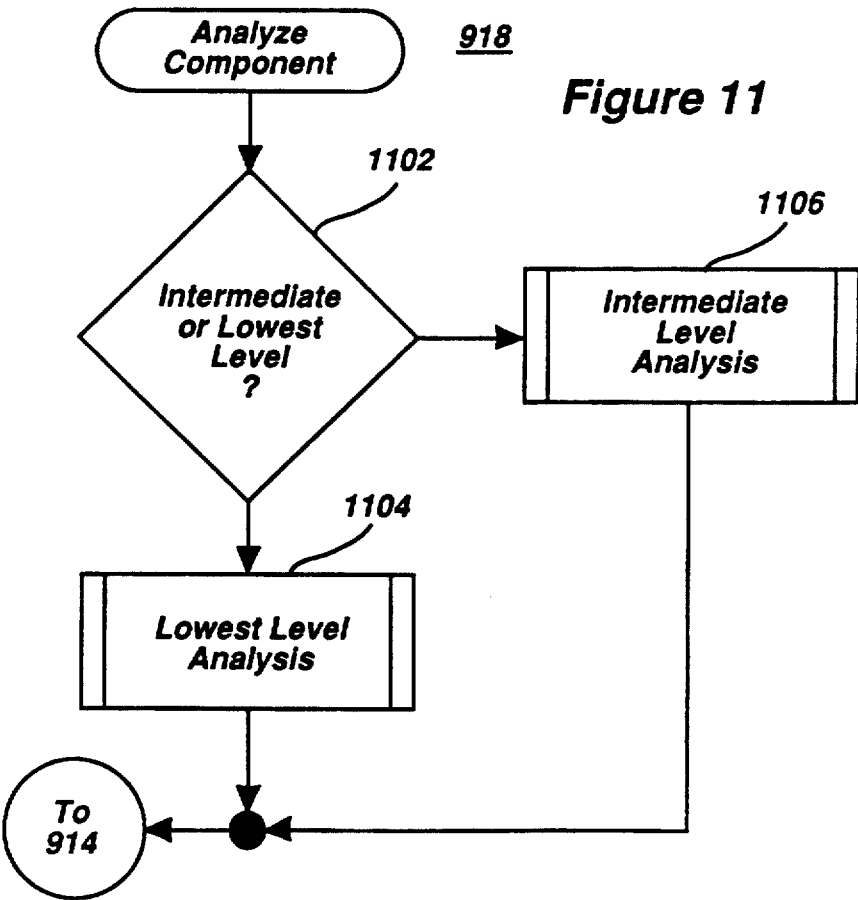 Analyze
Component
918
Figure 11
1102
1106
Intermediate
or Lowest
Level
?
Intermediate
Level
Analysis
1104
Lowest Level
Analysis
To
914